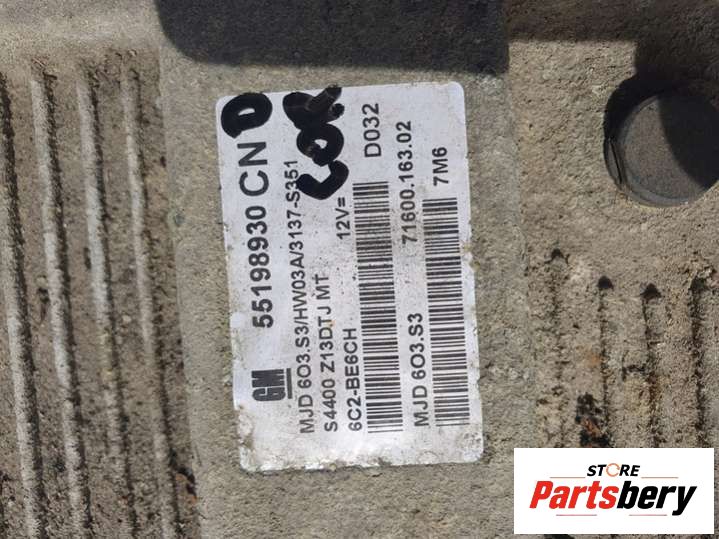 GM 55198930 CN D
MJD 6O3.S3/HW03A/3137-S351
COR
S4400 Z13DTJ MT
6C2-BE6CH 12V= D032
71600.163.02
MJD 6O3.S3 7M6
STORE
Partsbery